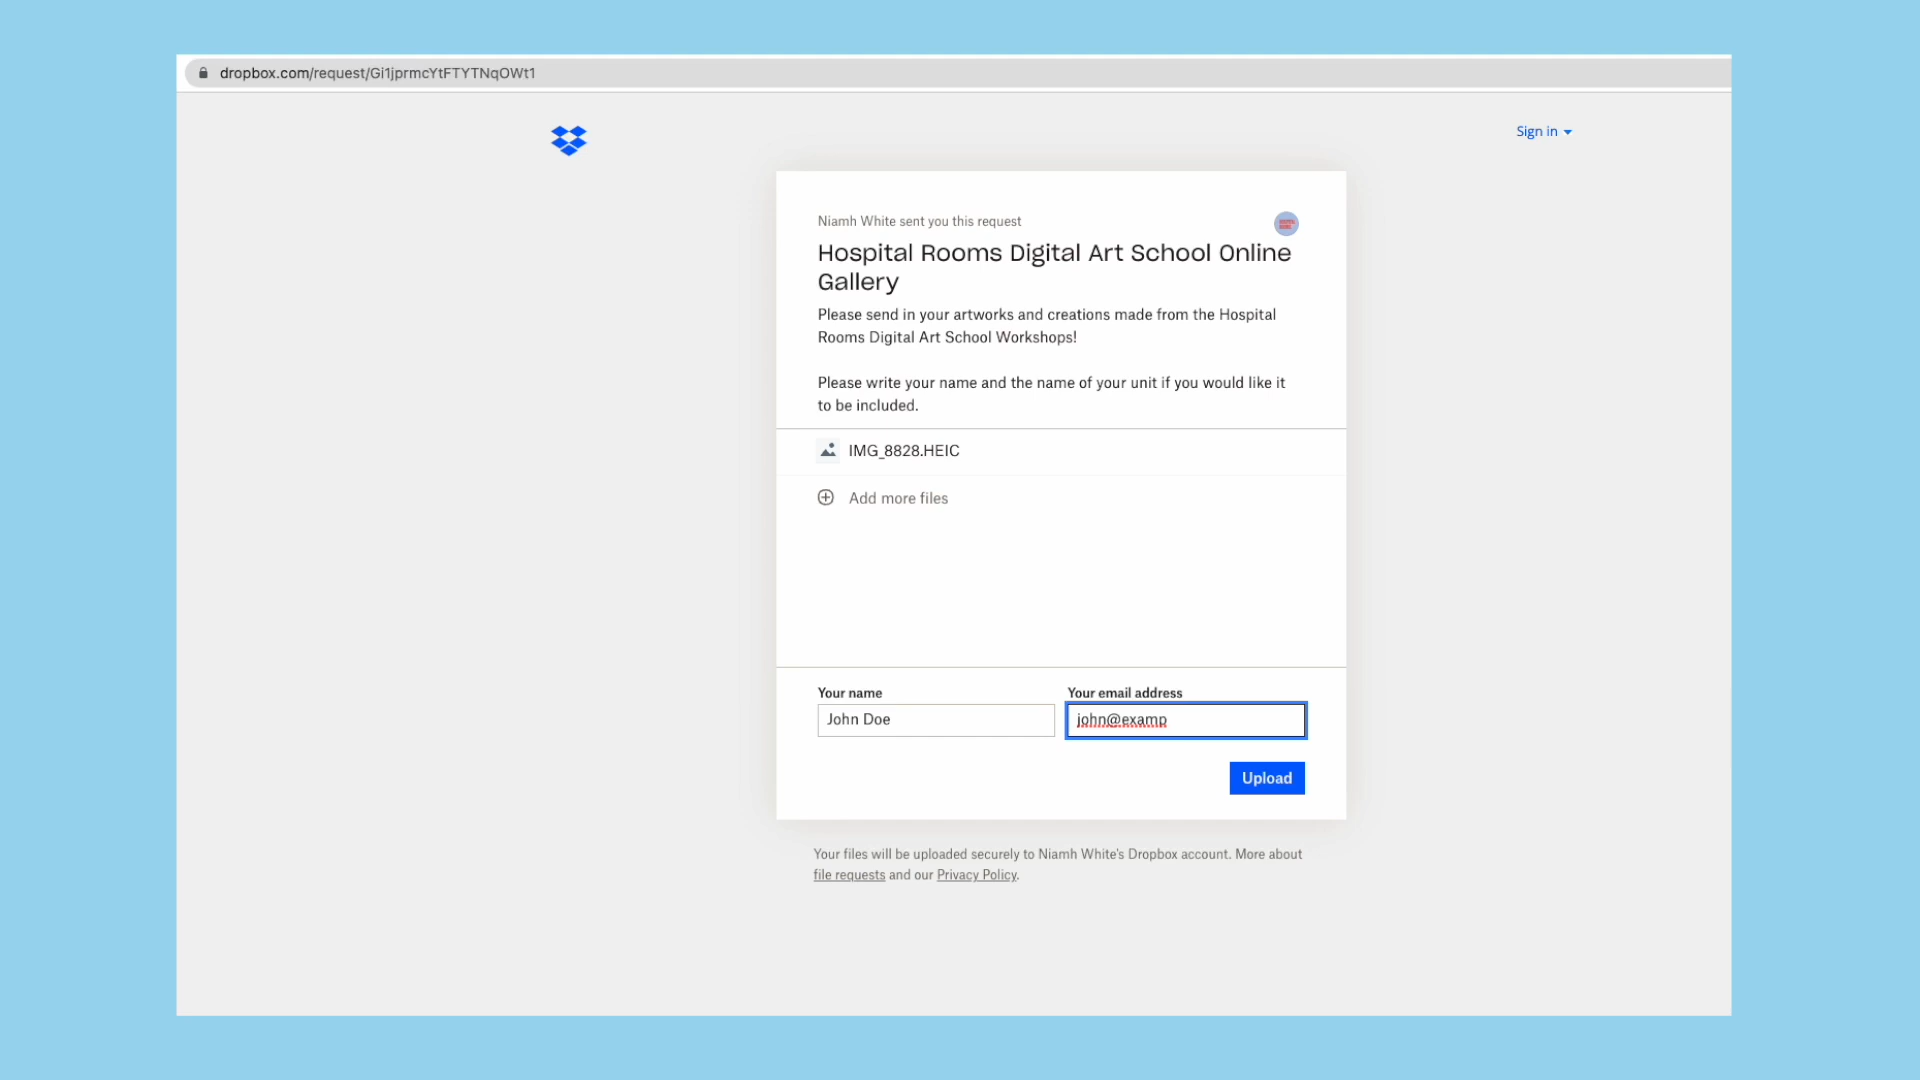 dropbox.com/request/Gi1jprmcYtFTYTNqOWt1
Sign in
Niamh White sent you this request
Hospital Rooms Digital Art School Online
Gallery
Please send in your artworks and creations made from the Hospital
Rooms Digital Art School Workshops!
Please write your name and the name of your unit if you would like it
to be included.
IMG_8828.HEIC
Add more files
Your name
Your email address
John Doe
john@examp
Upload
Your files will be uploaded securely to Niamh White's Dropbox account. More about
file requests and our Privacy Policy.